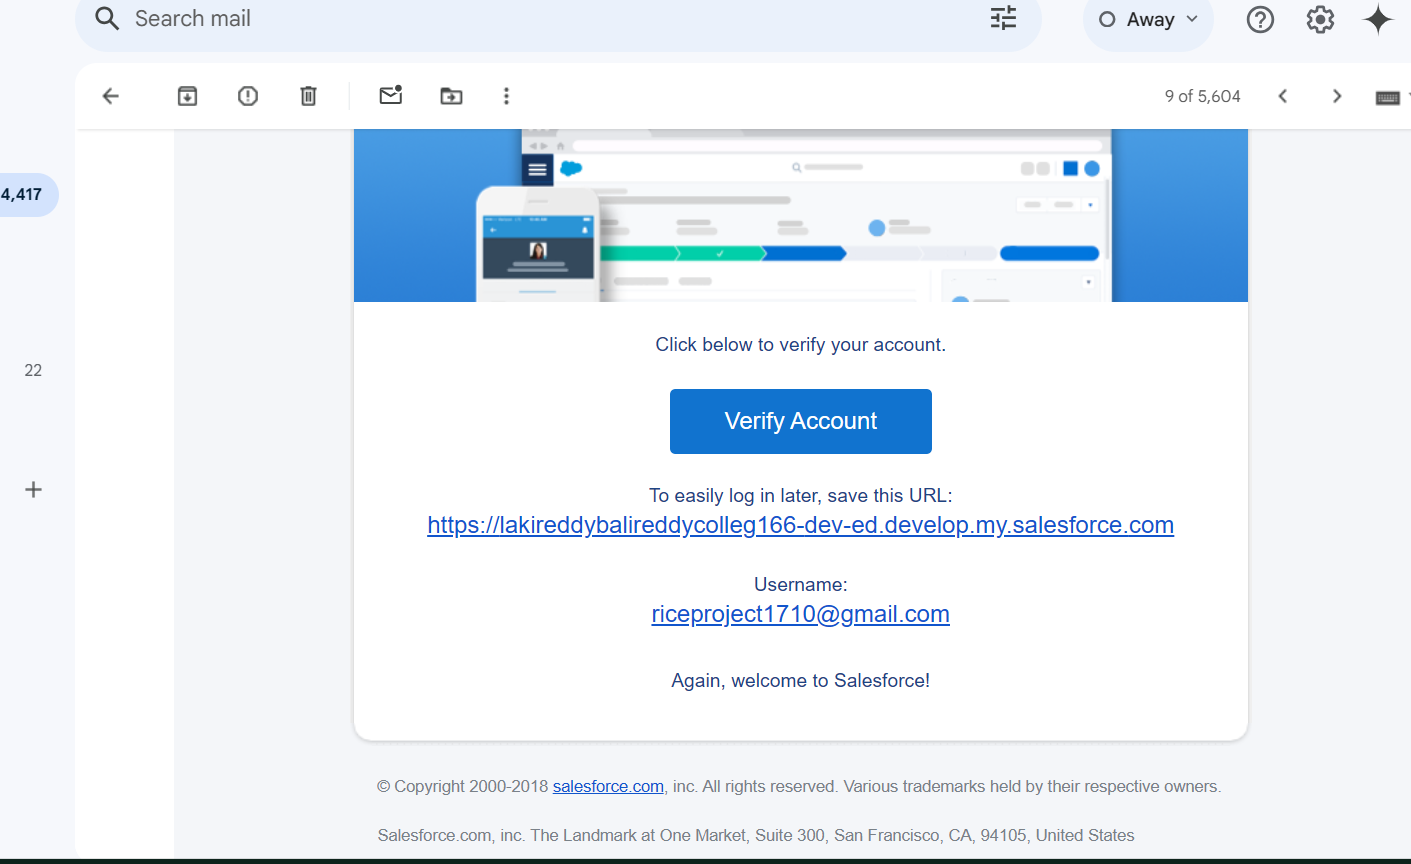 Search mail
Away
9 of 5,604
4,417
22
Click below to verify your account.
Verify Account
To easily log in later, save this URL:
https://lakireddybalireddycolleg166-dev-ed.develop.my.salesforce.com
Username:
riceproject1710@gmail.com
Again, welcome to Salesforce!
© Copyright 2000-2018 salesforce.com, inc. All rights reserved. Various trademarks held by their respective owners.
Salesforce.com, inc. The Landmark at One Market, Suite 300, San Francisco, CA, 94105, United States